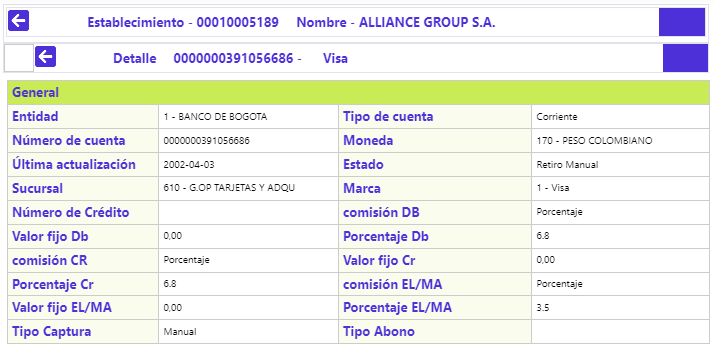 Establecimiento - 00010005189 Nombre - ALLIANCE GROUP S.A.
Detalle 0000000391056686 - Visa
General
Entidad 1 - BANCO DE BOGOTA Tipo de cuenta Corriente
Número de cuenta 0000000391056686 Moneda 170 - PESO COLOMBIANO
Última actualización 2002-04-03 Estado Retiro Manual
Sucursal 610 - G.OP TARJETAS Y ADQU Marca 1 - Visa
Número de Crédito comisión DB Porcentaje
Valor fijo Db 0,00 Porcentaje Db 6.8
comisión CR Porcentaje Valor fijo Cr 0,00
Porcentaje Cr 6.8 comisión EL/MA Porcentaje
Valor fijo EL/MA 0,00 Porcentaje EL/MA 3.5
Tipo Captura Manual Tipo Abono